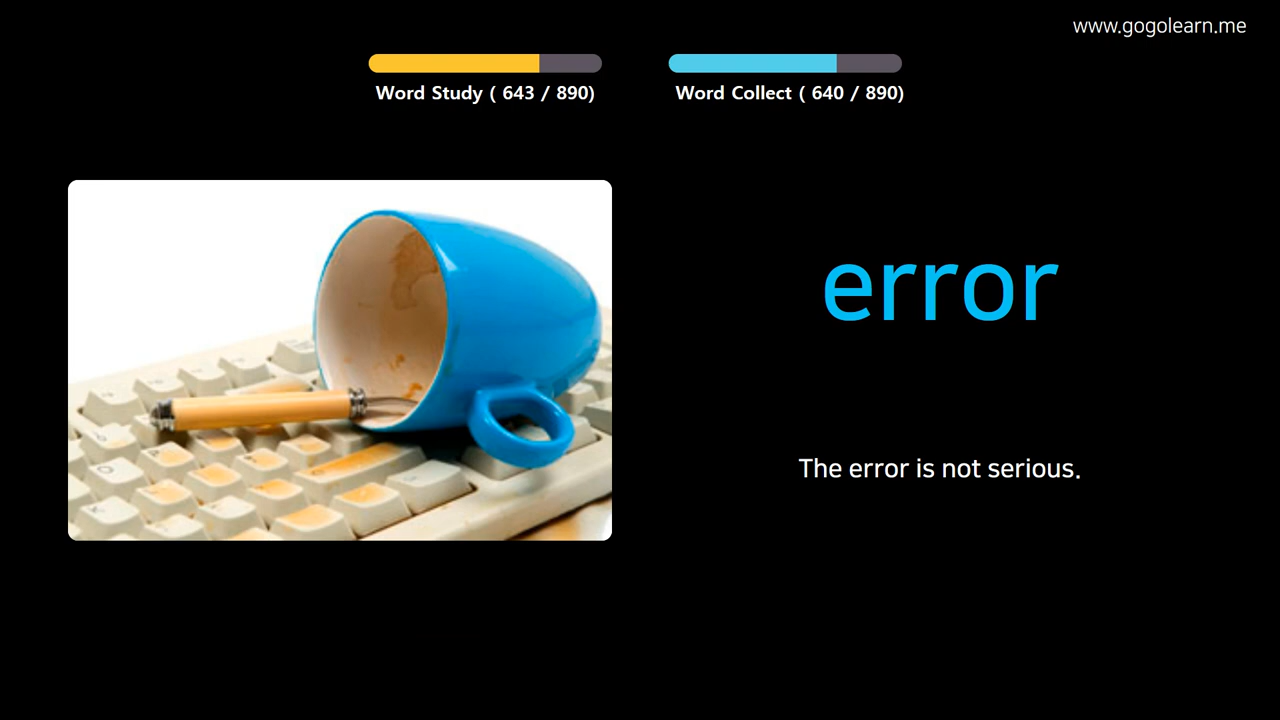 www.gogolearn.me
Word Study ( 643 / 890)
Word Collect ( 640 / 890)
error
The error is not serious.